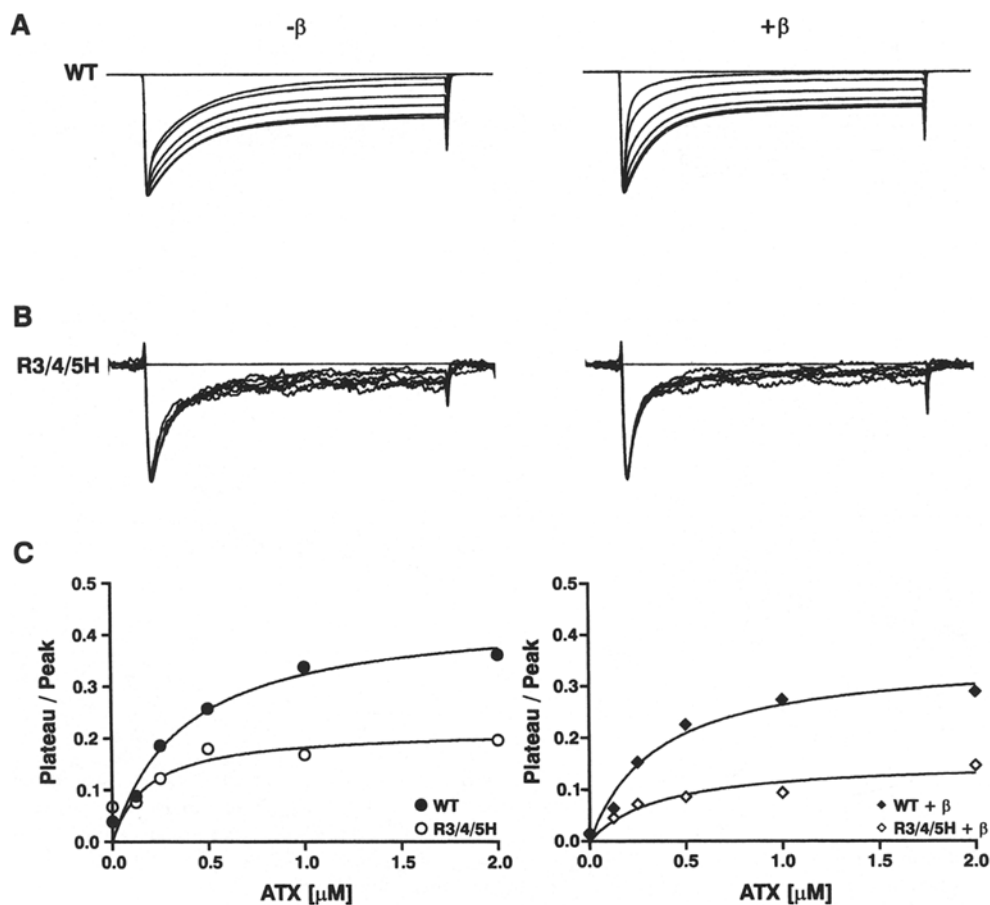 A
-β
+β
WT
B
R3/4/5H
C
0.5
0.4
0.3
0.2
0.1
0.0
Plateau / Peak
0.0 0.5 1.0 1.5 2.0
ATX [μM]
WT
R3/4/5H
0.5
0.4
0.3
0.2
0.1
0.0
Plateau / Peak
0.0 0.5 1.0 1.5 2.0
ATX [μM]
WT + β
R3/4/5H + β